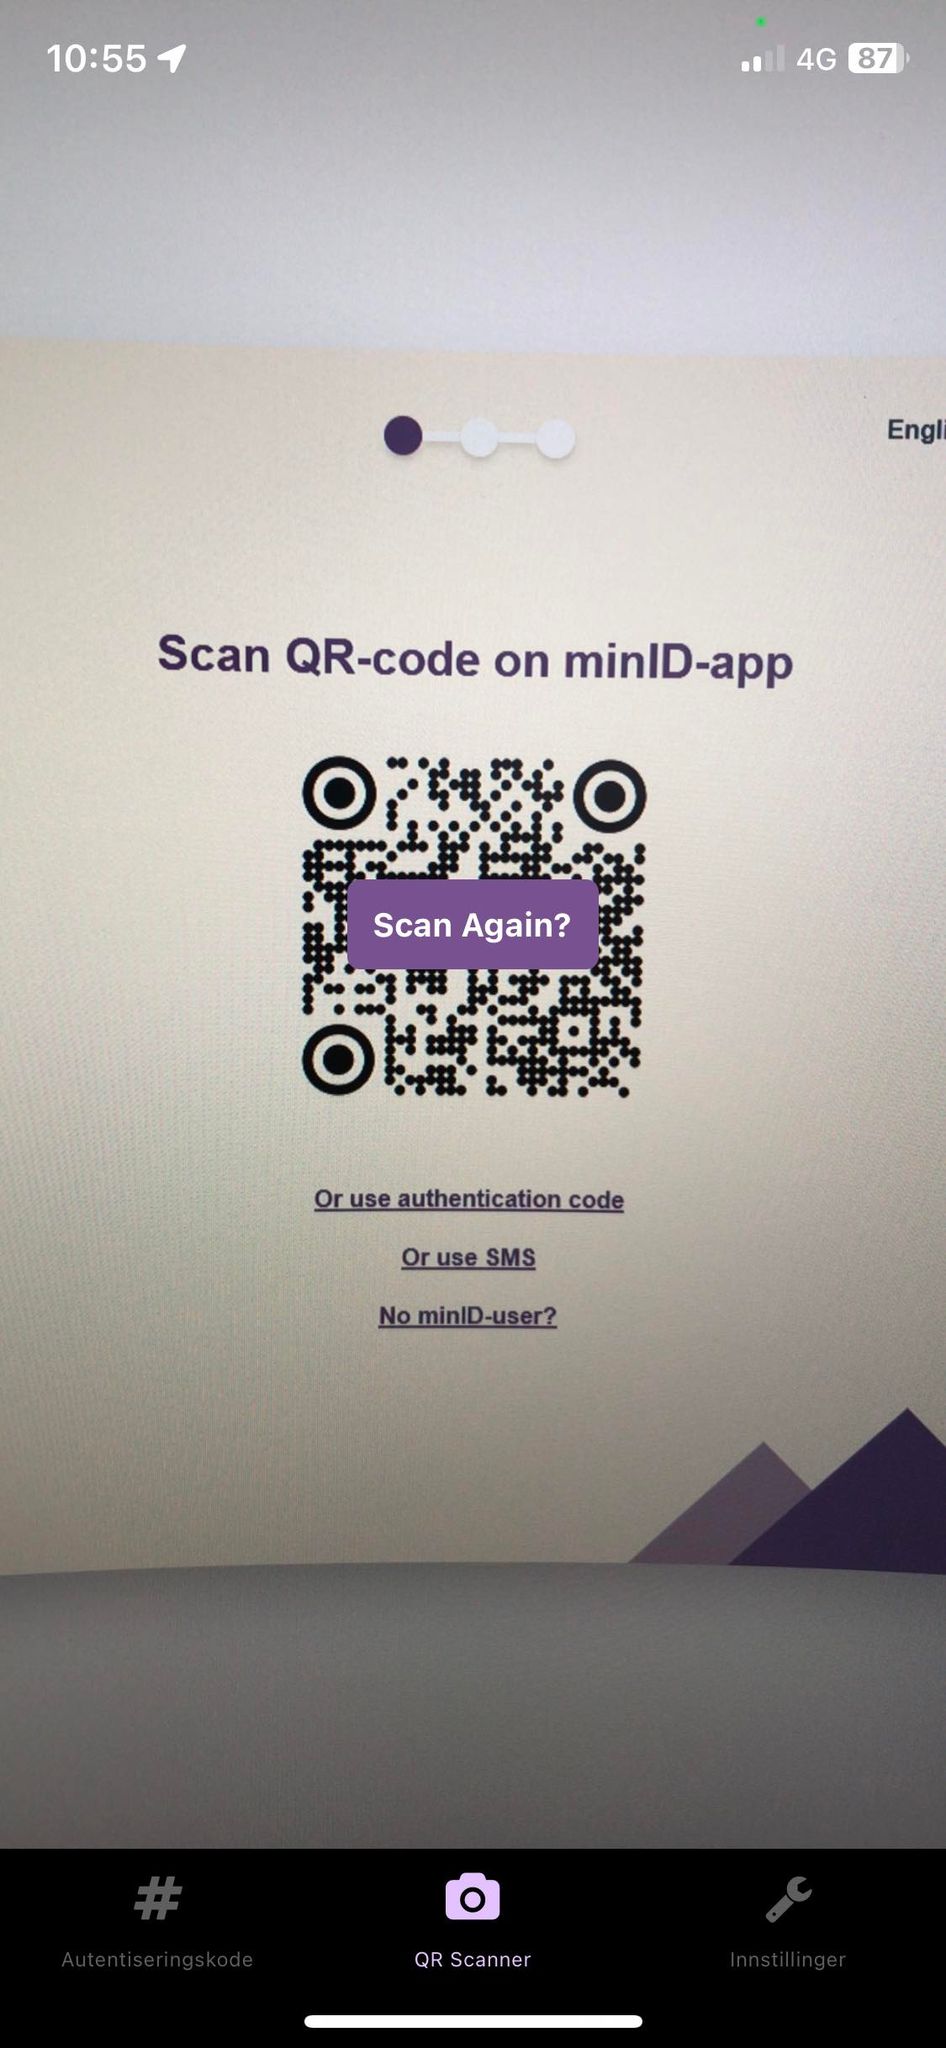 10:55
4G
87
Engli
Scan QR-code on minID-app
Scan Again?
Or use authentication code
Or use SMS
No minID-user?
#
Autentiseringskode
QR Scanner
Innstillinger